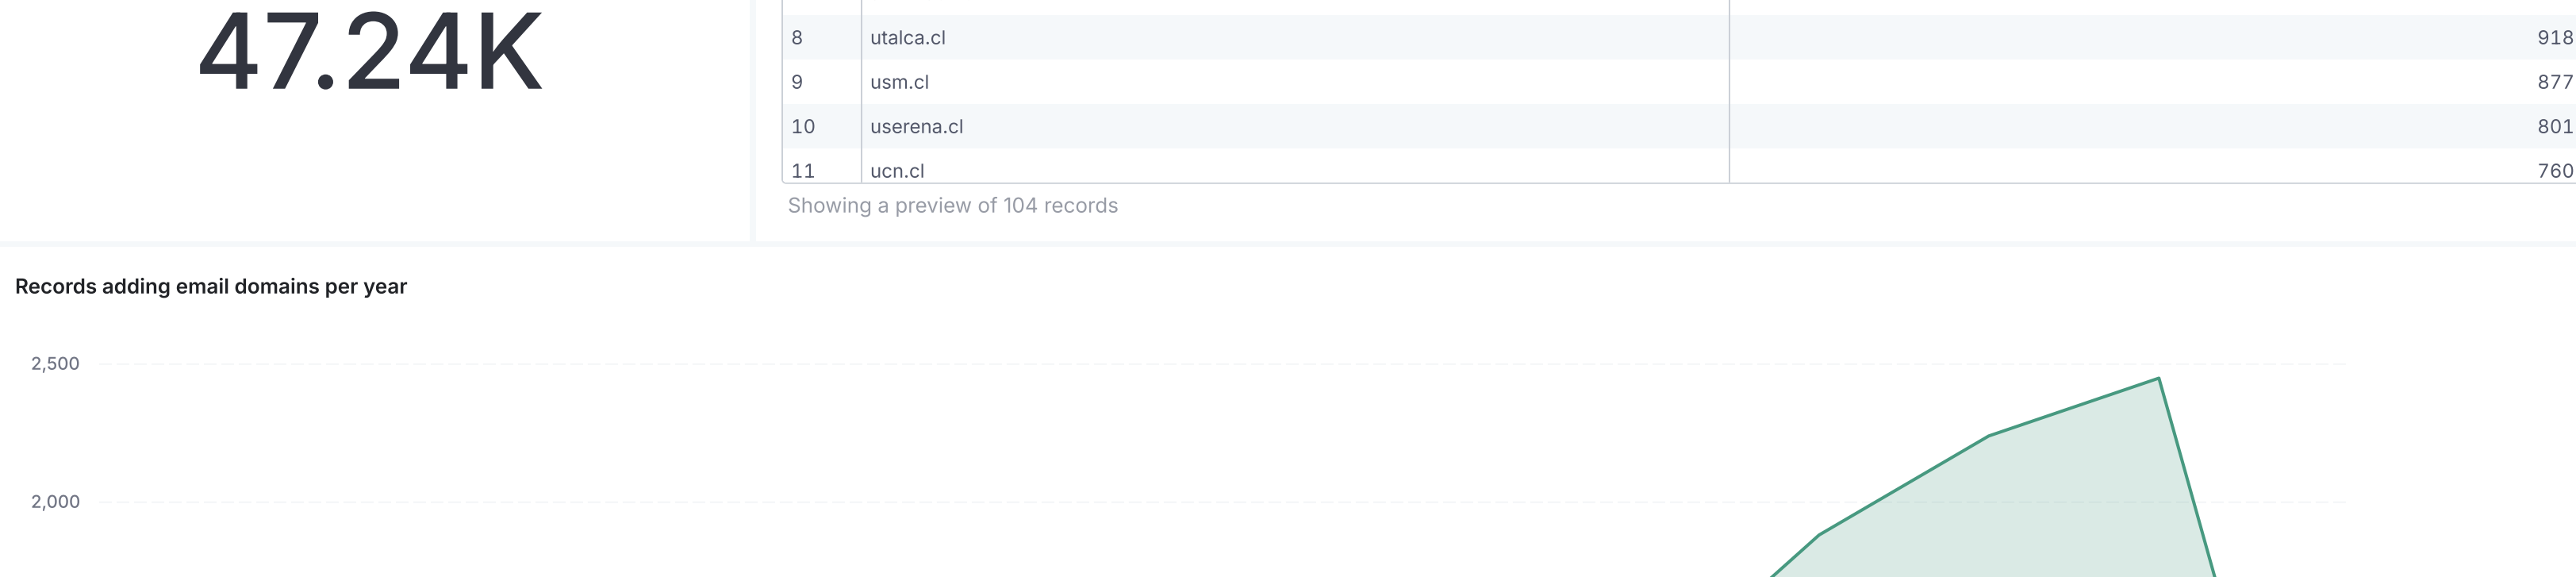 47.24K
8 utalca.cl 918
9 usm.cl 877
10 userena.cl 801
11 ucn.cl 760
Showing a preview of 104 records
Records adding email domains per year
2,500
2,000